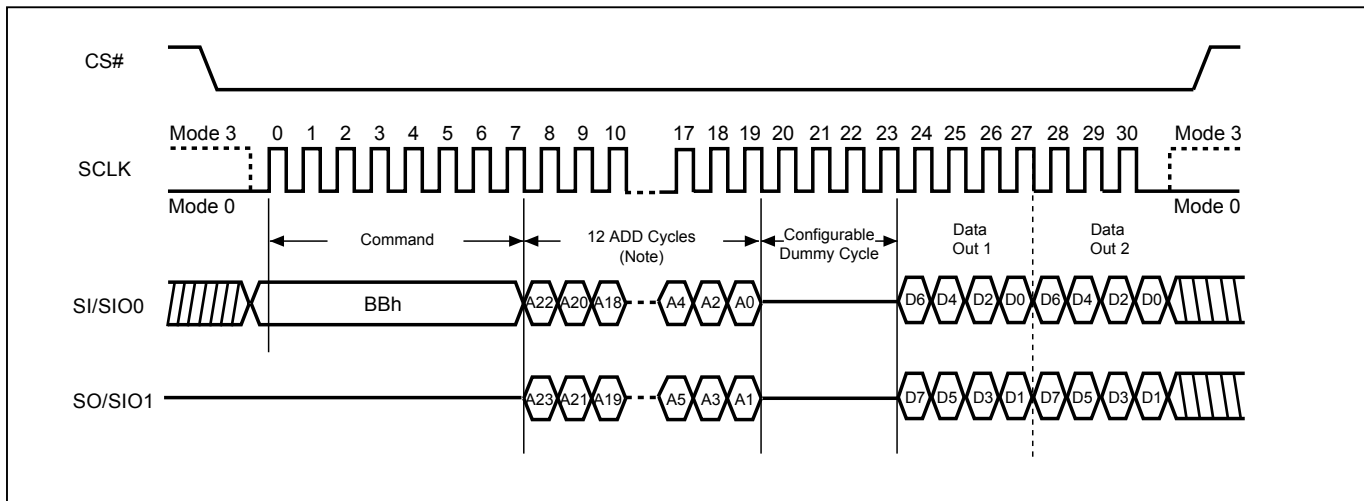 CS#
Mode 3 0 1 2 3 4 5 6 7 8 9 10 17 18 19 20 21 22 23 24 25 26 27 28 29 30 Mode 3
SCLK
Mode 0 Mode 0
Command 12 ADD Cycles (Note) Configurable Dummy Cycle Data Out 1 Data Out 2
SI/SIO0 BBh A22 A20 A18 A4 A2 A0 D6 D4 D2 D0 D6 D4 D2 D0
SO/SIO1 A23 A21 A19 A5 A3 A1 D7 D5 D3 D1 D7 D5 D3 D1